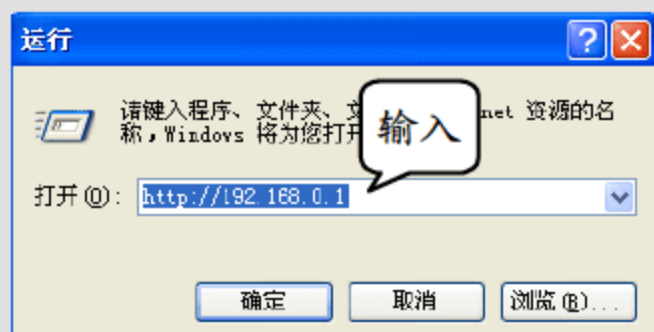 运行
请键入程序、文件夹、文 net 资源的名
称，Windows 将为您打开
输入
打开(O): http://192.168.0.1
确定 取消 浏览(B)...